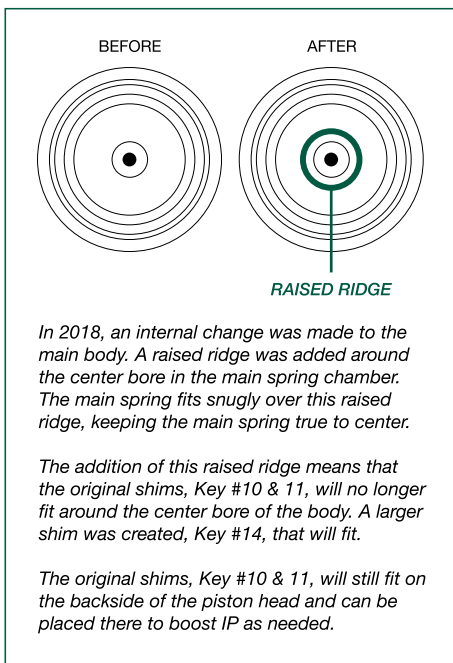 BEFORE
AFTER
RAISED RIDGE
In 2018, an internal change was made to the
main body. A raised ridge was added around
the center bore in the main spring chamber.
The main spring fits snugly over this raised
ridge, keeping the main spring true to center.
The addition of this raised ridge means that
the original shims, Key #10 & 11, will no longer
fit around the center bore of the body. A larger
shim was created, Key #14, that will fit.
The original shims, Key #10 & 11, will still fit on
the backside of the piston head and can be
placed there to boost IP as needed.